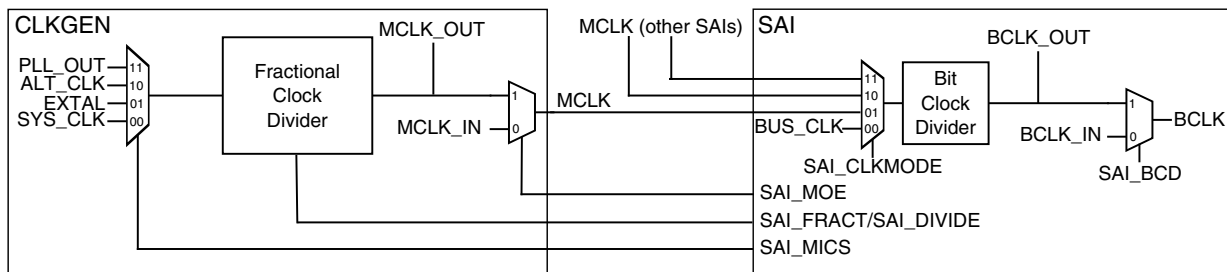 CLKGEN
PLL_OUT
ALT_CLK
EXTAL
SYS_CLK
11
10
01
00
Fractional
Clock
Divider
MCLK_OUT
MCLK_IN
1
0
MCLK
MCLK (other SAIs)
SAI
BUS_CLK
11
10
01
00
SAI_CLKMODE
Bit
Clock
Divider
BCLK_OUT
BCLK_IN
1
0
BCLK
SAI_BCD
SAI_MOE
SAI_FRACT/SAI_DIVIDE
SAI_MICS